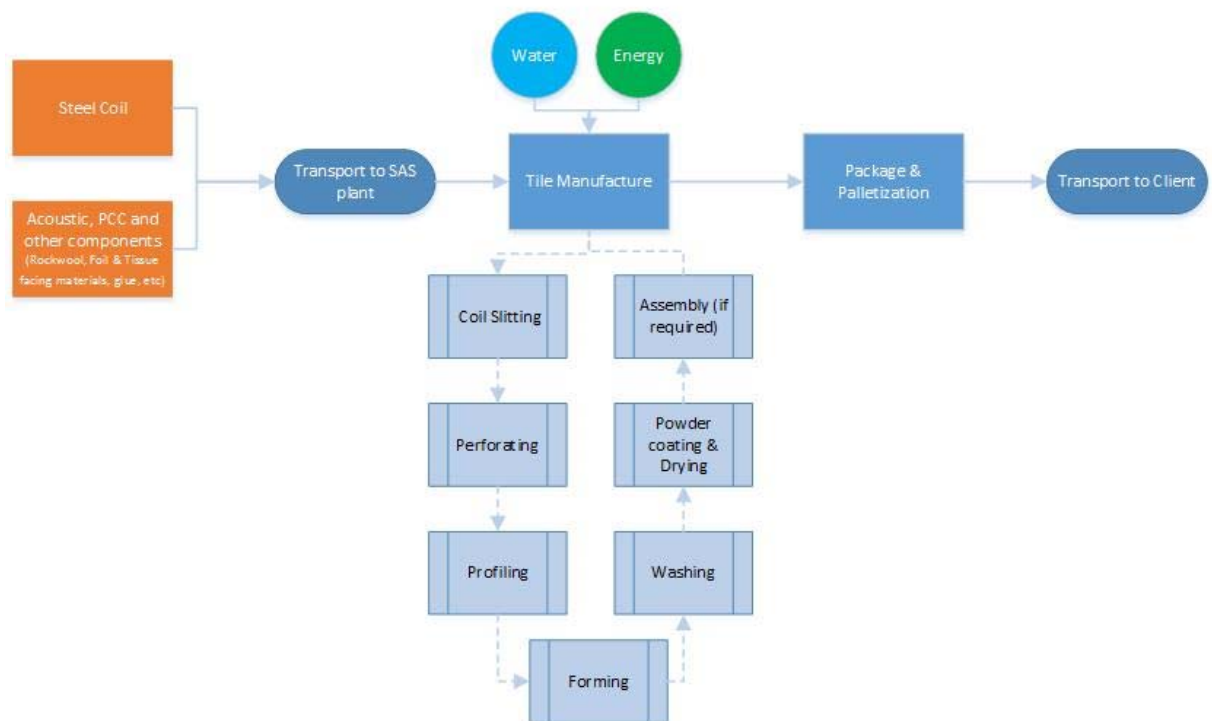 Water
Energy
Steel Coil
Acoustic, PCC and
other components
(Rockwool, Foil & Tissue
facing materials, glue, etc)
Transport to SAS
plant
Tile Manufacture
Package &
Palletization
Transport to Client
Coil Slitting
Perforating
Profiling
Forming
Washing
Powder
coating &
Drying
Assembly (if
required)